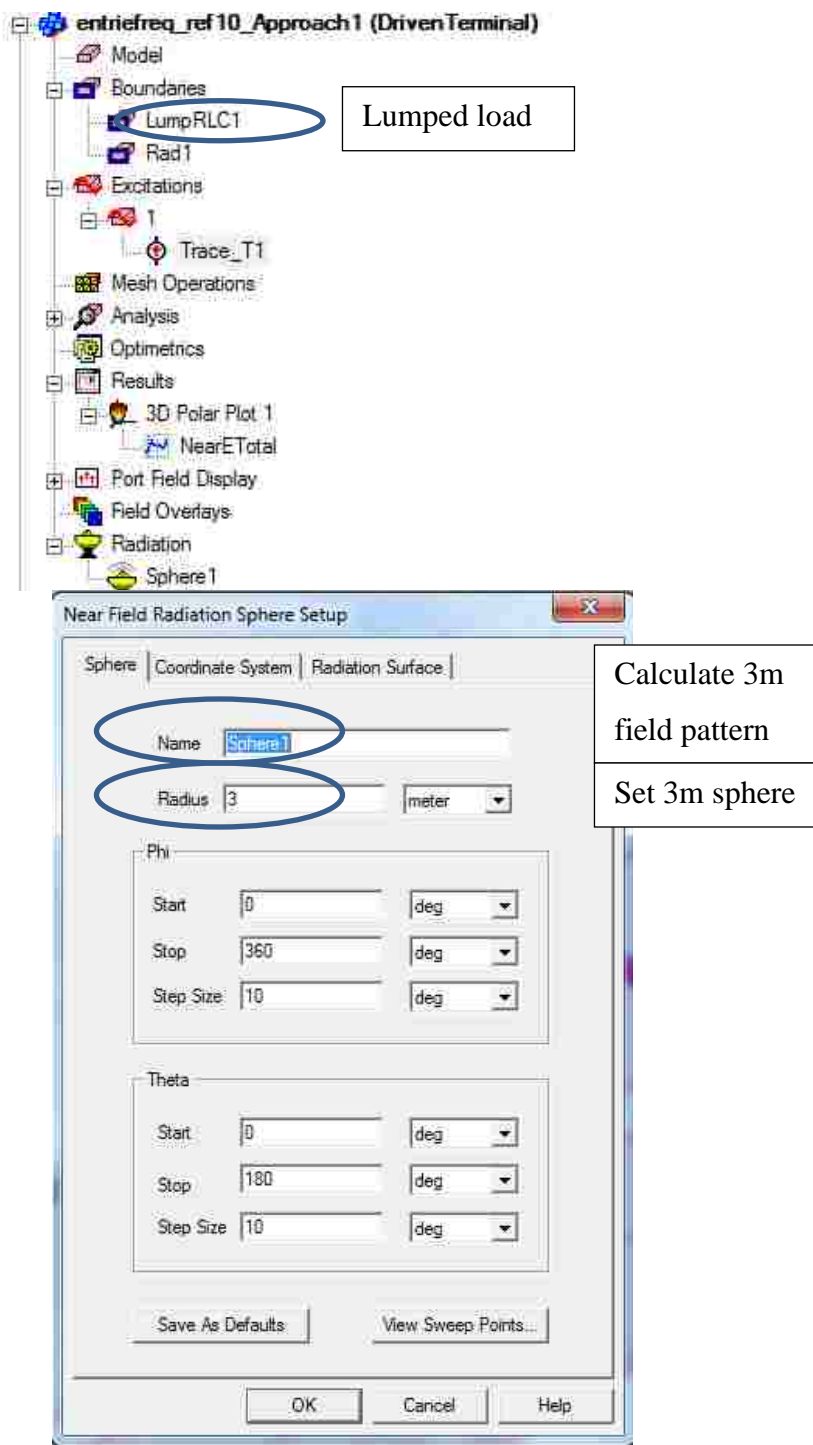 entriefreq_ref10_Approach1 (DrivenTerminal)
Model
Boundaries
LumpRLC1
Lumped load
Rad1
Excitations
1
Trace_T1
Mesh Operations
Analysis
Optimetrics
Results
3D Polar Plot 1
NearETotal
Port Field Display
Field Overlays
Radiation
Sphere1
Near Field Radiation Sphere Setup
Sphere Coordinate System Radiation Surface
Calculate 3m
field pattern
Name Sphere1
Set 3m sphere
Radius 3 meter
Phi
Start 0 deg
Stop 360 deg
Step Size 10 deg
Theta
Start 0 deg
Stop 180 deg
Step Size 10 deg
Save As Defaults View Sweep Points...
OK Cancel Help